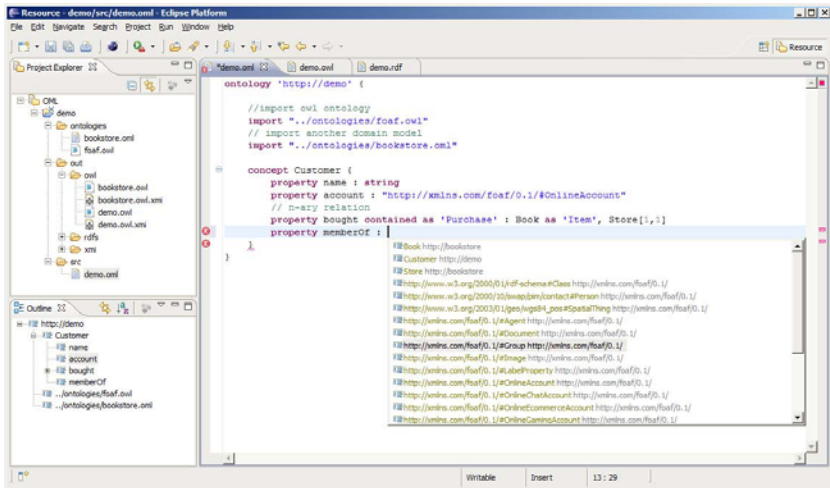 Resource - demo/src/demo.oml - Eclipse Platform
File Edit Navigate Search Project Run Window Help
Resource
Project Explorer
OML
demo
ontologies
bookstore.oml
foaf.owl
out
owl
bookstore.owl
bookstore.owl.xmi
demo.owl
demo.owl.xmi
rdfs
xmi
src
demo.oml
Outline
http://demo
Customer
name
account
bought
memberOf
../ontologies/foaf.owl
../ontologies/bookstore.oml
*demo.oml demo.owl demo.rdf
ontology 'http://demo' {
//import owl ontology
import "../ontologies/foaf.owl"
// import another domain model
import "../ontologies/bookstore.oml"
concept Customer {
property name : string
property account : "http://xmlns.com/foaf/0.1/#OnlineAccount"
// n-ary relation
property bought contained as 'Purchase' : Book as 'Item', Store[1,1]
property memberOf :
}
}
Book http://bookstore
Customer http://demo
Store http://bookstore
http://www.w3.org/2000/01/rdf-schema#Class http://xmlns.com/foaf/0.1/
http://www.w3.org/2000/10/swap/pim/contact#Person http://xmlns.com/foaf/0.1/
http://www.w3.org/2003/01/geo/wgs84_pos#SpatialThing http://xmlns.com/foaf/0.1/
http://xmlns.com/foaf/0.1/#Agent http://xmlns.com/foaf/0.1/
http://xmlns.com/foaf/0.1/#Document http://xmlns.com/foaf/0.1/
http://xmlns.com/foaf/0.1/#Group http://xmlns.com/foaf/0.1/
http://xmlns.com/foaf/0.1/#Image http://xmlns.com/foaf/0.1/
http://xmlns.com/foaf/0.1/#LabelProperty http://xmlns.com/foaf/0.1/
http://xmlns.com/foaf/0.1/#OnlineAccount http://xmlns.com/foaf/0.1/
http://xmlns.com/foaf/0.1/#OnlineChatAccount http://xmlns.com/foaf/0.1/
http://xmlns.com/foaf/0.1/#OnlineEcommerceAccount http://xmlns.com/foaf/0.1/
http://xmlns.com/foaf/0.1/#OnlineGamingAccount http://xmlns.com/foaf/0.1/
Writable Insert 13 : 29